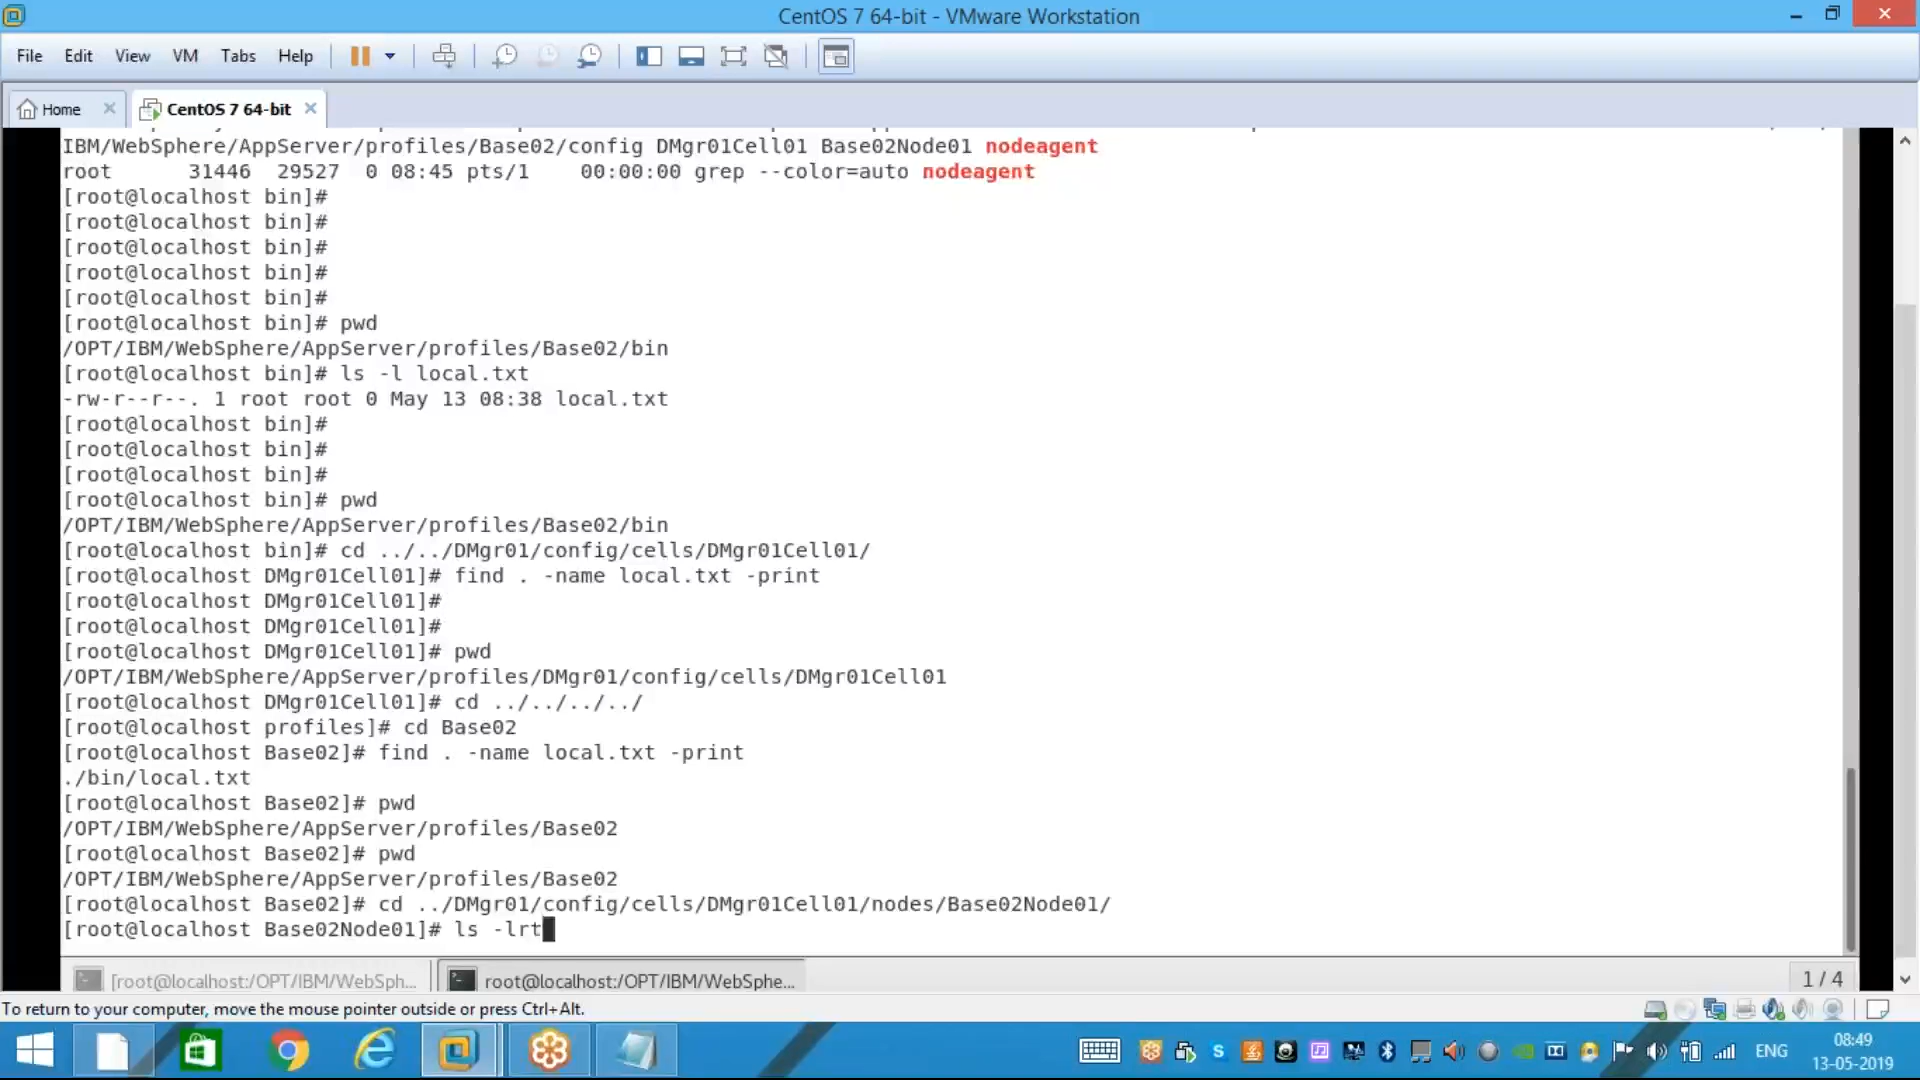 CentOS 7 64-bit - VMware Workstation
File Edit View VM Tabs Help
Home CentOS 7 64-bit
IBM/WebSphere/AppServer/profiles/Base02/config DMgr01Cell01 Base02Node01 nodeagent
root 31446 29527 0 08:45 pts/1 00:00:00 grep --color=auto nodeagent
[root@localhost bin]#
[root@localhost bin]#
[root@localhost bin]#
[root@localhost bin]#
[root@localhost bin]#
[root@localhost bin]# pwd
/OPT/IBM/WebSphere/AppServer/profiles/Base02/bin
[root@localhost bin]# ls -l local.txt
-rw-r--r--. 1 root root 0 May 13 08:38 local.txt
[root@localhost bin]#
[root@localhost bin]#
[root@localhost bin]#
[root@localhost bin]# pwd
/OPT/IBM/WebSphere/AppServer/profiles/Base02/bin
[root@localhost bin]# cd ../../DMgr01/config/cells/DMgr01Cell01/
[root@localhost DMgr01Cell01]# find . -name local.txt -print
[root@localhost DMgr01Cell01]#
[root@localhost DMgr01Cell01]#
[root@localhost DMgr01Cell01]# pwd
/OPT/IBM/WebSphere/AppServer/profiles/DMgr01/config/cells/DMgr01Cell01
[root@localhost DMgr01Cell01]# cd ../../../../
[root@localhost profiles]# cd Base02
[root@localhost Base02]# find . -name local.txt -print
./bin/local.txt
[root@localhost Base02]# pwd
/OPT/IBM/WebSphere/AppServer/profiles/Base02
[root@localhost Base02]# pwd
/OPT/IBM/WebSphere/AppServer/profiles/Base02
[root@localhost Base02]# cd ../DMgr01/config/cells/DMgr01Cell01/nodes/Base02Node01/
[root@localhost Base02Node01]# ls -lrt
[root@localhost:/OPT/IBM/WebSph... root@localhost:/OPT/IBM/WebSphe... 1 / 4
To return to your computer, move the mouse pointer outside or press Ctrl+Alt.
ENG 08:49
13-05-2019